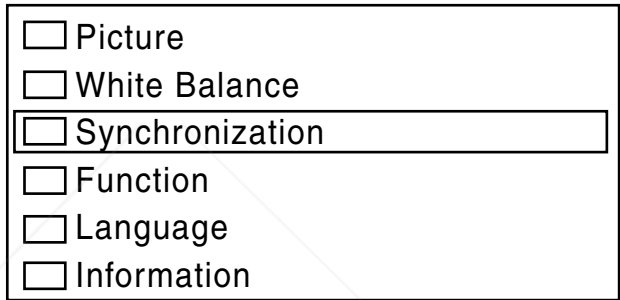 Picture
White Balance
Synchronization
Function
Language
Information